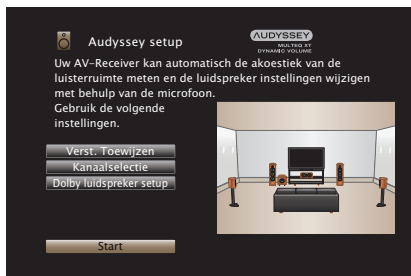 Audyssey setup
AUDYSSEY
MULTEQ XT
DYNAMIC VOLUME
Uw AV-Receiver kan automatisch de akoestiek van de
luisterruimte meten en de luidspreker instellingen wijzigen
met behulp van de microfoon.
Gebruik de volgende
instellingen.
Verst. Toewijzen
Kanaalselectie
Dolby luidspreker setup
Start